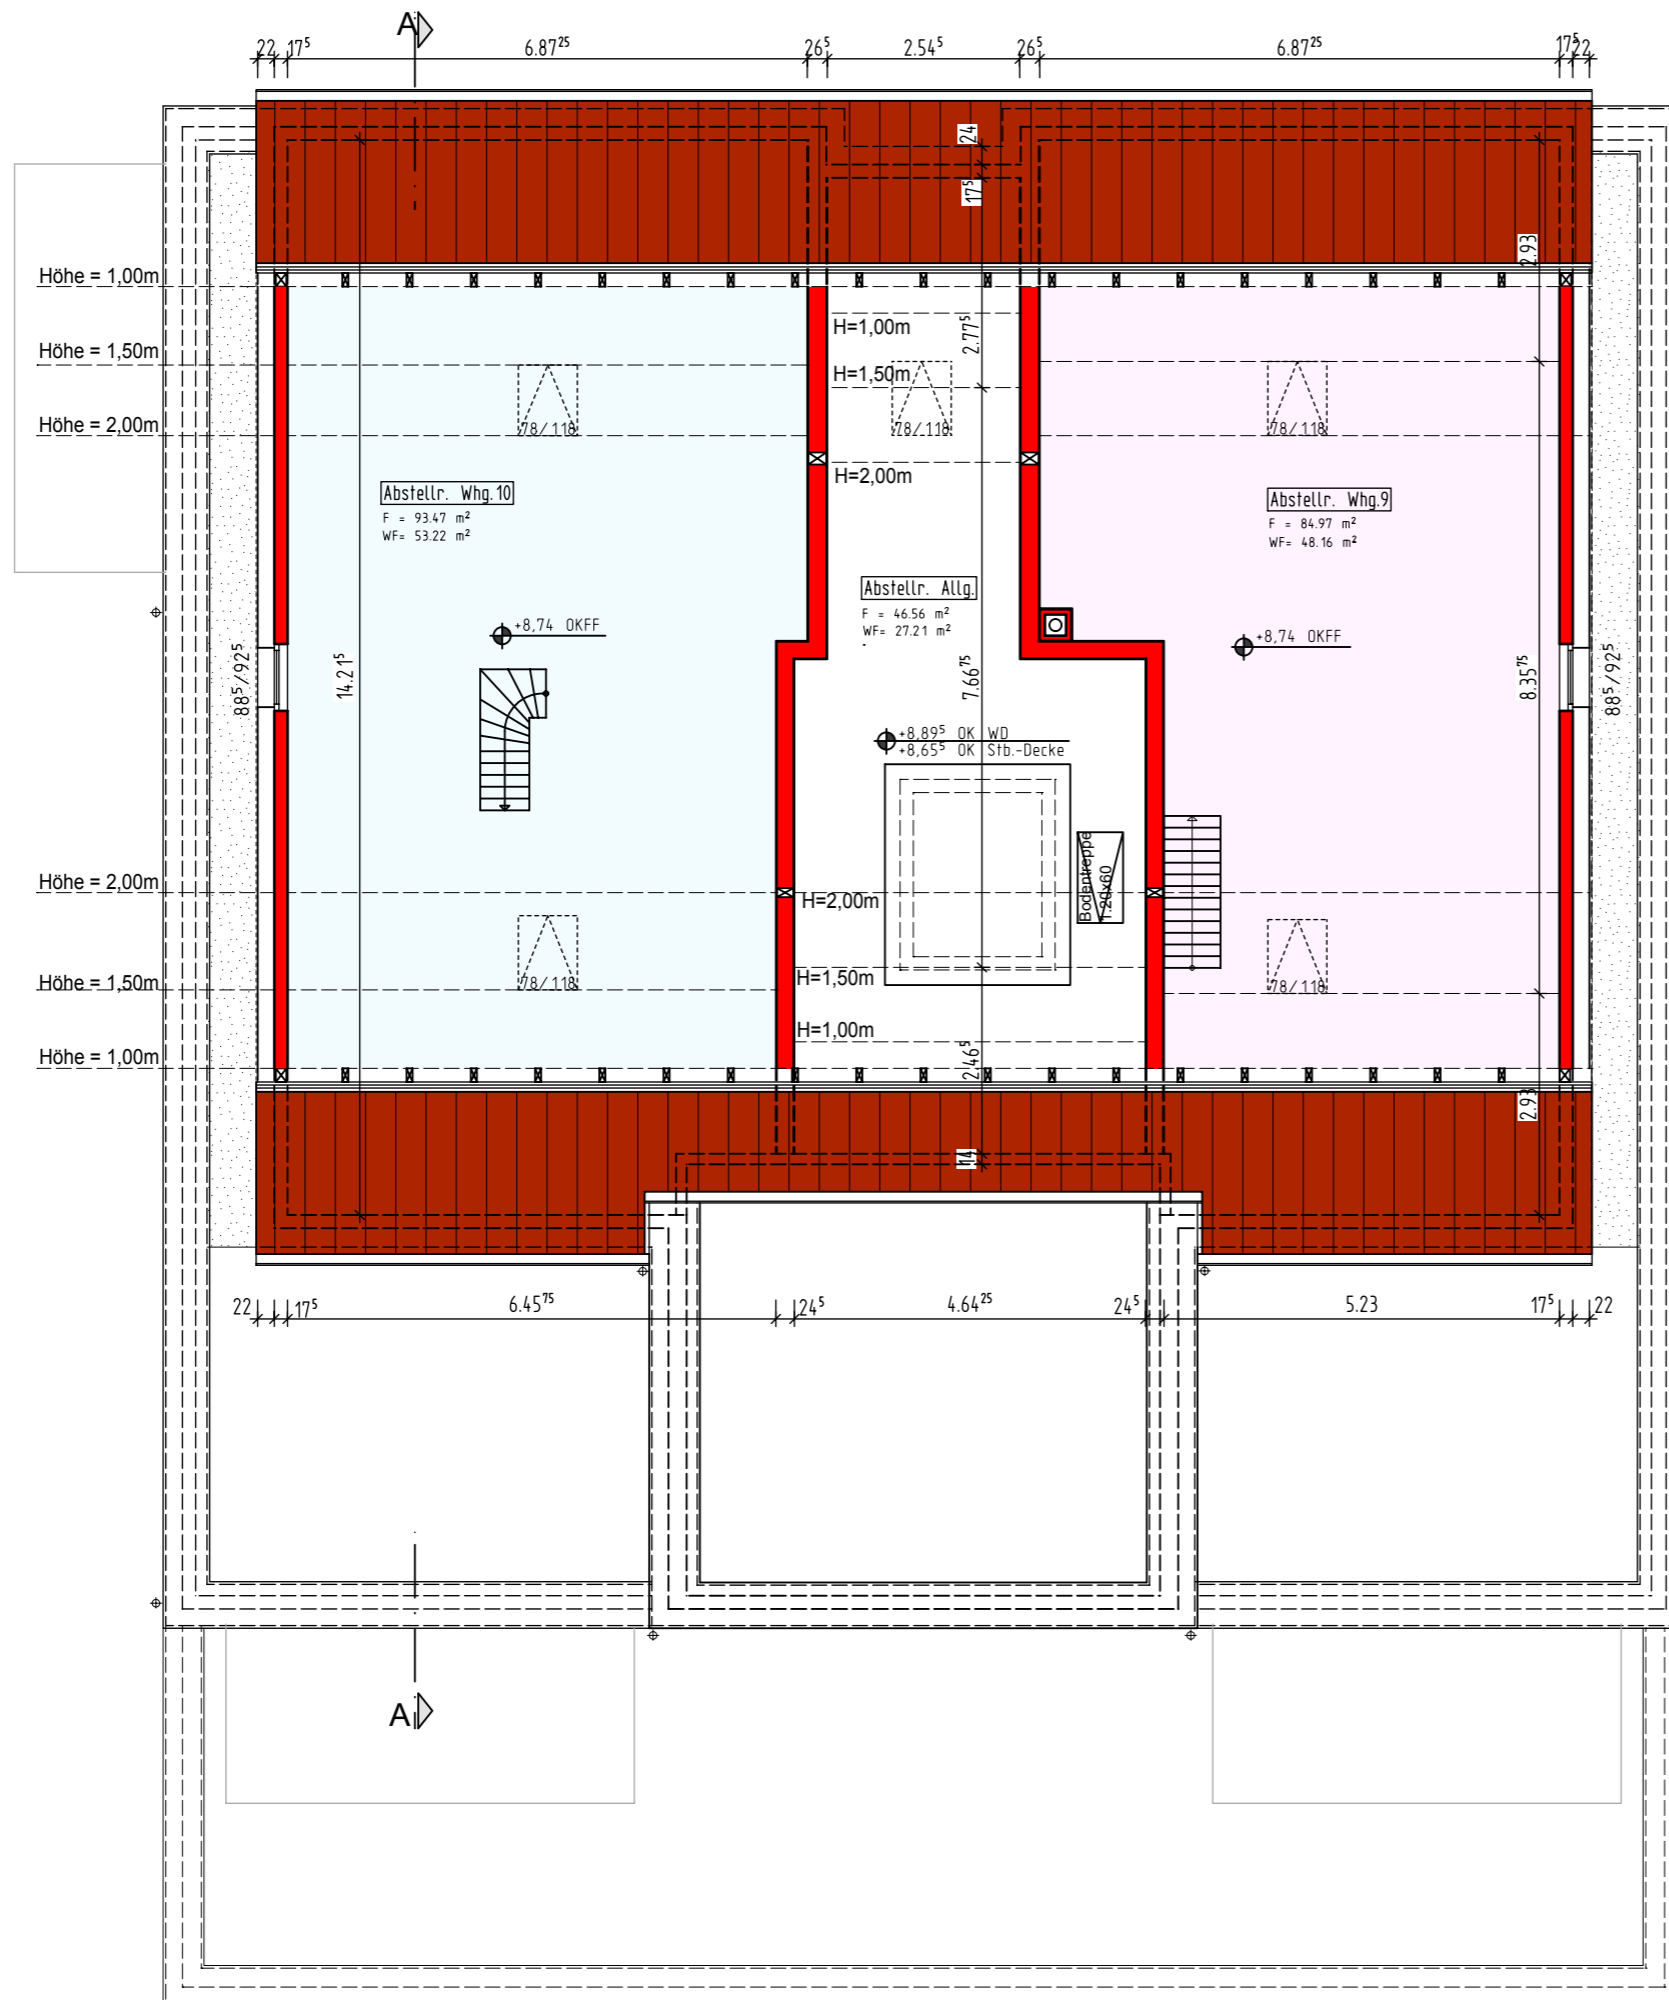 A
22
17⁵
6.87²⁵
26⁵
2.54⁵
26⁵
6.87²⁵
17⁵
22
24
17⁵
2.93
Höhe = 1,00m
H=1,00m
2.77⁵
Höhe = 1,50m
H=1,50m
Höhe = 2,00m
78/118
78/118
78/118
H=2,00m
Abstellr. Whg.10
F = 93.47 m²
WF= 53.22 m²
Abstellr. Whg.9
F = 84.97 m²
WF= 48.16 m²
Abstellr. Allg.
F = 46.56 m²
WF= 27.21 m²
+8,74 OKFF
+8,74 OKFF
88⁵/92⁵
14.21⁵
7.66⁷⁵
8.35⁷⁵
88⁵/92⁵
+8,89⁵ OK WD
+8,65⁵ OK Stb.-Decke
Bodentreppe
1.20x60
Höhe = 2,00m
H=2,00m
Höhe = 1,50m
78/118
H=1,50m
78/118
H=1,00m
Höhe = 1,00m
2.46⁵
2.93
14
22
17⁵
6.45⁷⁵
24⁵
4.64²⁵
24⁵
5.23
17⁵
22
A